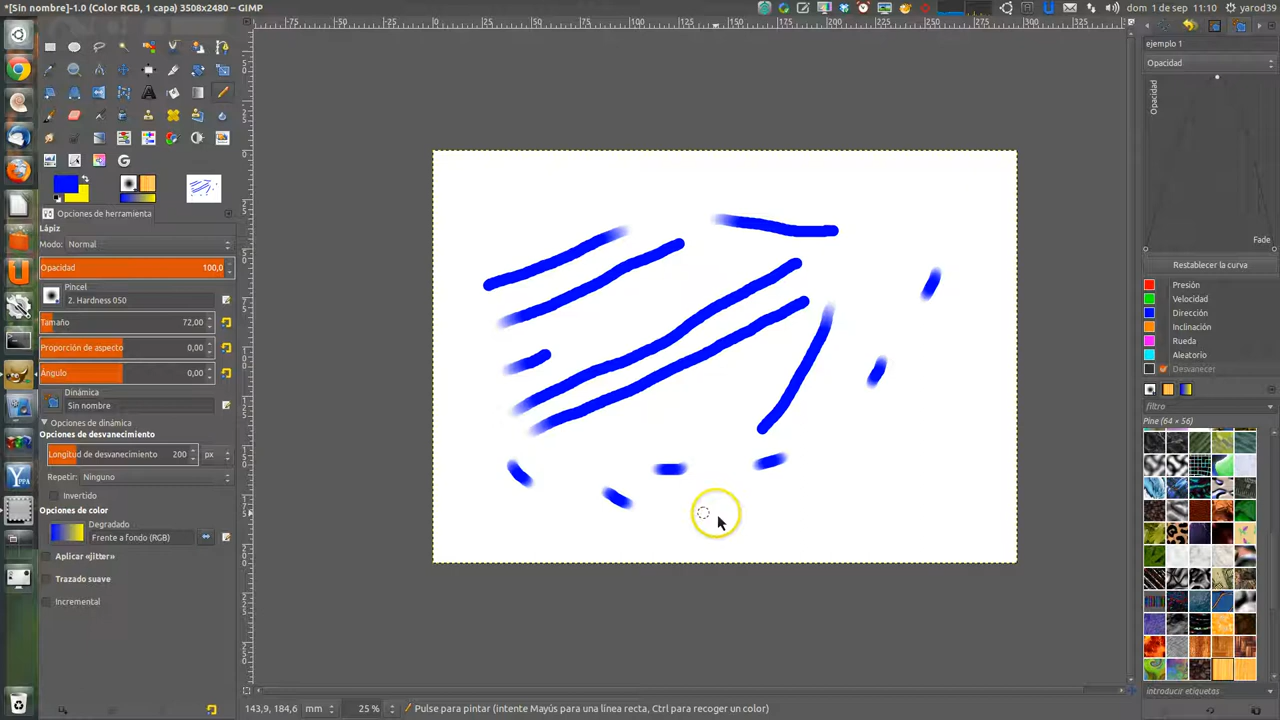 *[Sin nombre]-1.0 (Color RGB, 1 capa) 3508x2480 – GIMP
dom 1 de sep 11:10
yarod39
Opciones de herramienta
Lápiz
Modo: Normal
Opacidad 100,0
Pincel
2. Hardness 050
Tamaño 72,00
Proporción de aspecto 0,00
Ángulo 0,00
Dinámica
Sin nombre
Opciones de dinámica
Opciones de desvanecimiento
Longitud de desvanecimiento 200 px
Repetir: Ninguno
Invertido
Opciones de color
Degradado
Frente a fondo (RGB)
Aplicar «jitter»
Trazado suave
Incremental
143,9, 184,6 mm 25 % Pulse para pintar (intente Mayús para una línea recta, Ctrl para recoger un color)
ejemplo 1
Opacidad
Opacidad
Fade
Restablecer la curva
Presión
Velocidad
Dirección
Inclinación
Rueda
Aleatorio
Desvanecer
filtro
Pine (64 × 56)
introducir etiquetas